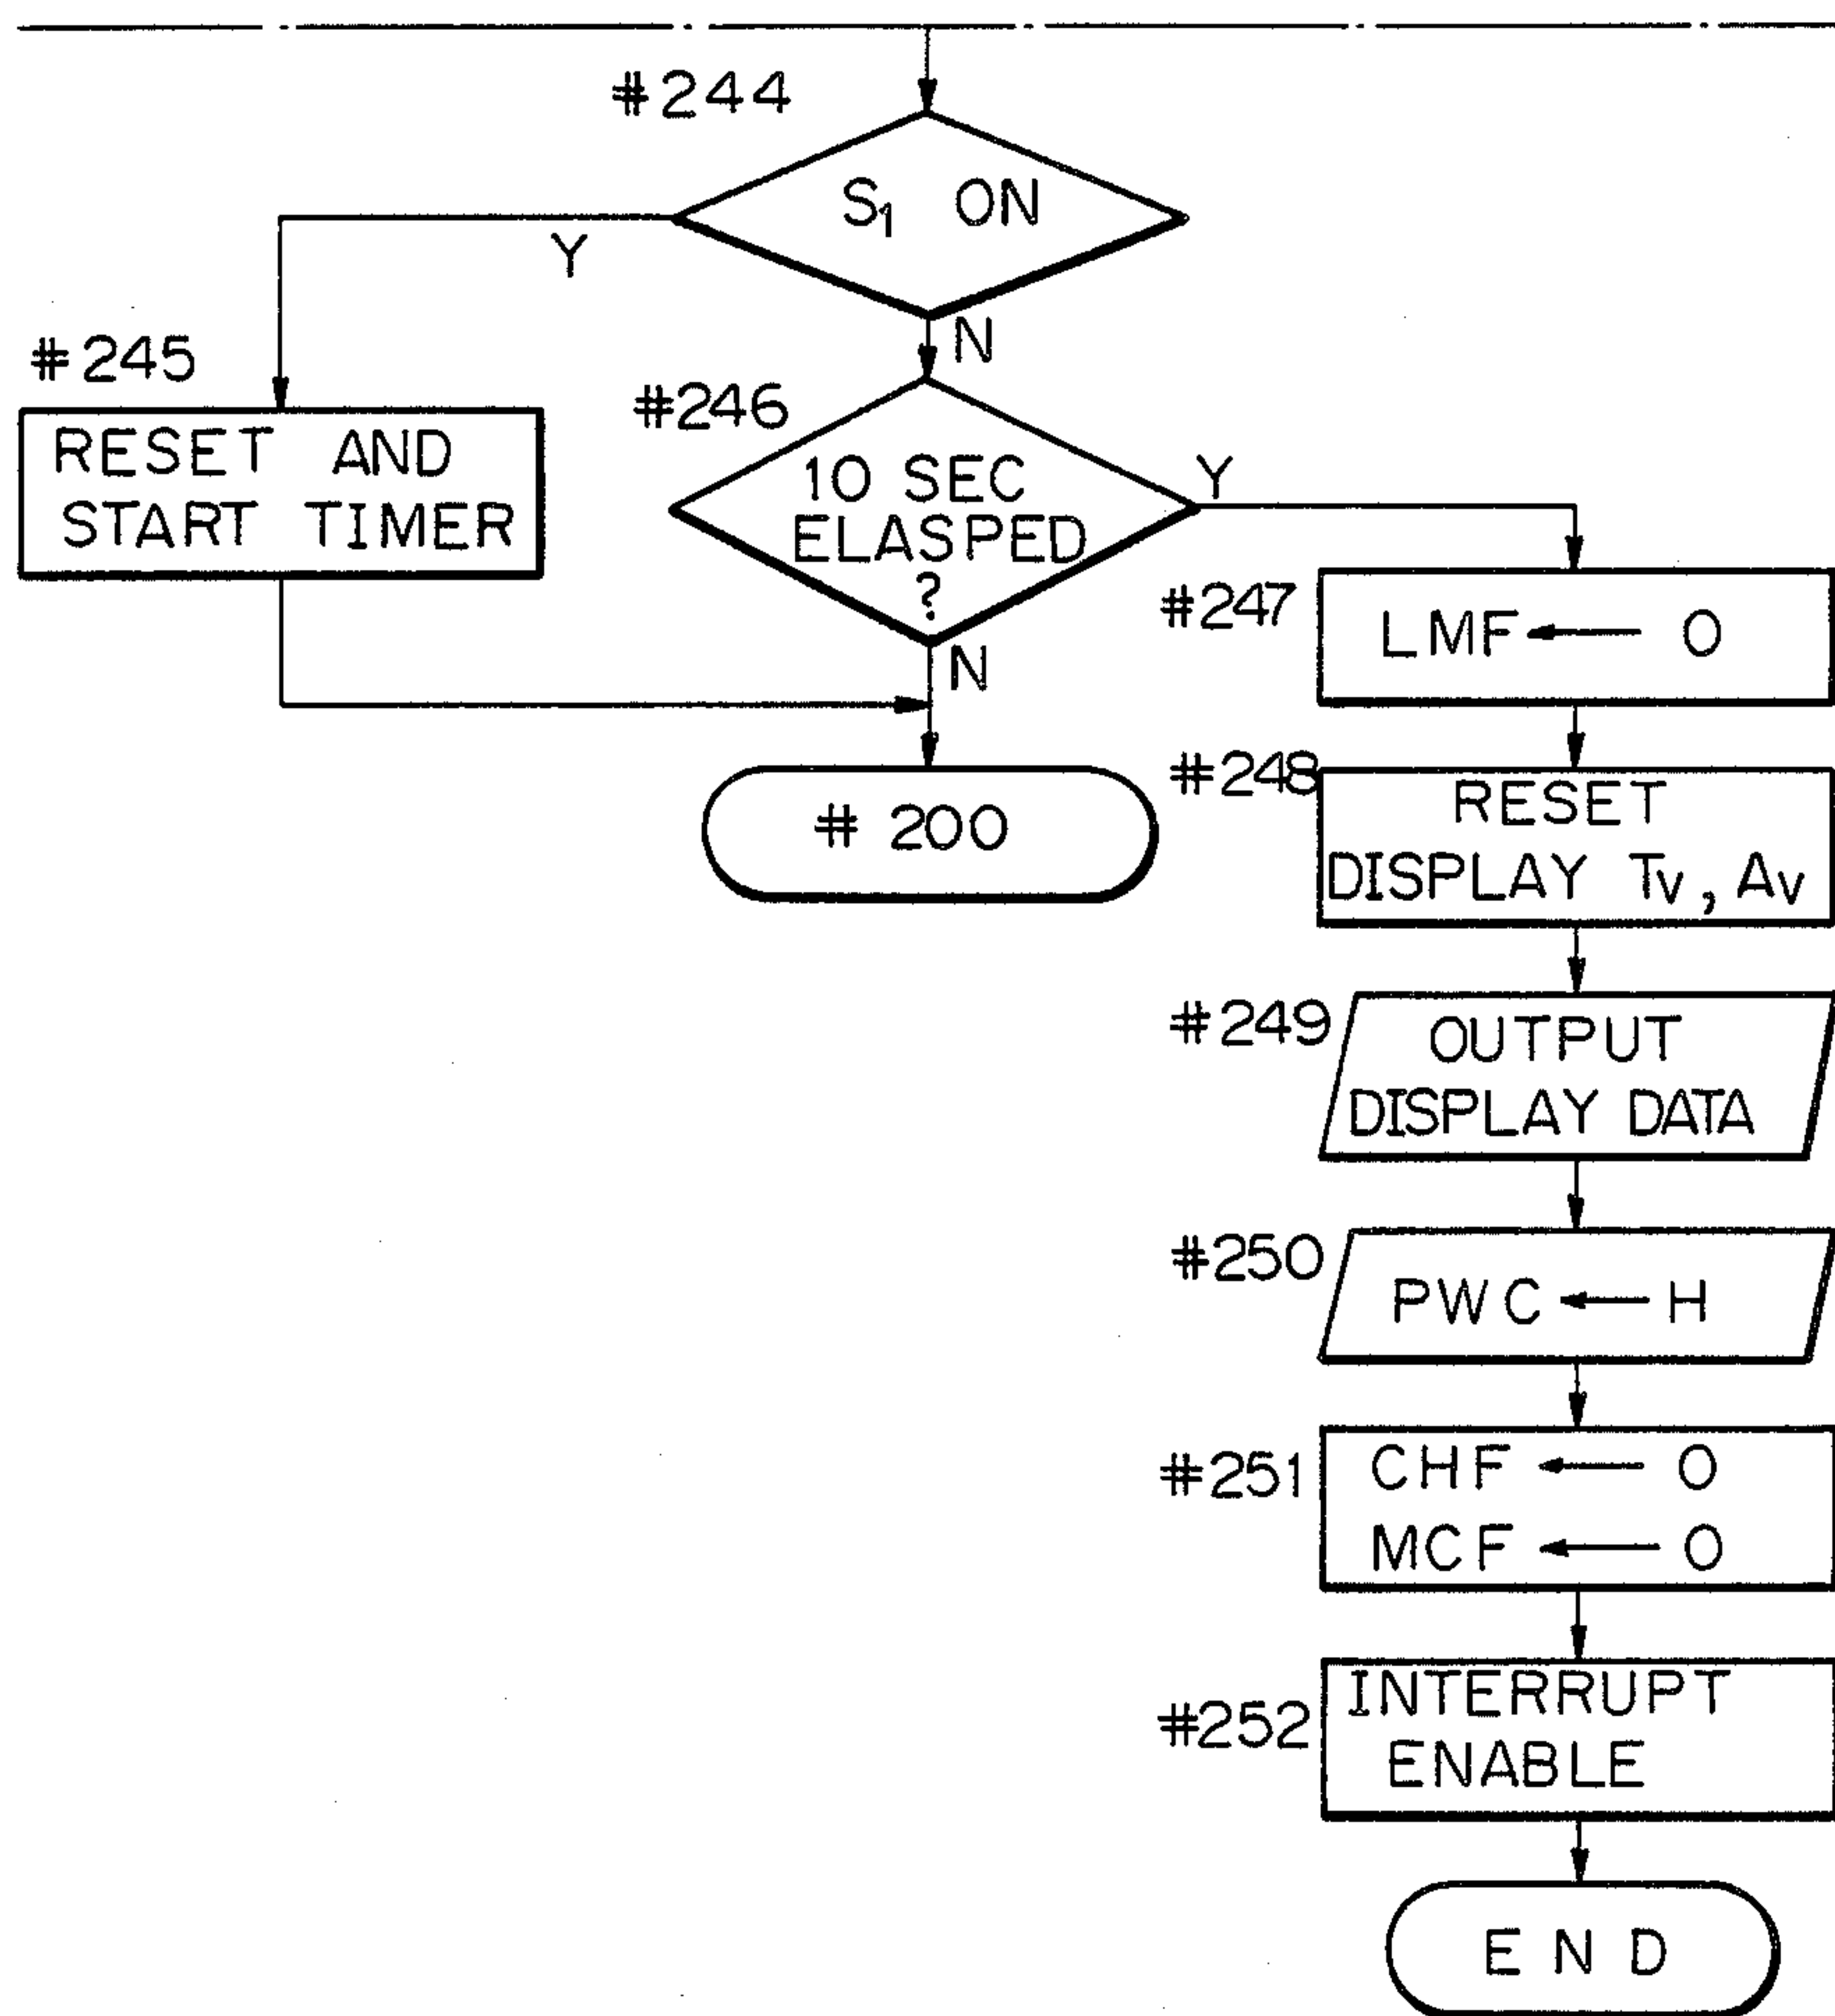 #244
S₁ ON
Y
N
#245
RESET AND
START TIMER
#246
10 SEC
ELASPED
?
Y
N
# 200
#247
LMF ← 0
#248
RESET
DISPLAY Tv, Av
#249
OUTPUT
DISPLAY DATA
#250
PWC ← H
#251
CHF ← 0
MCF ← 0
#252
INTERRUPT
ENABLE
END